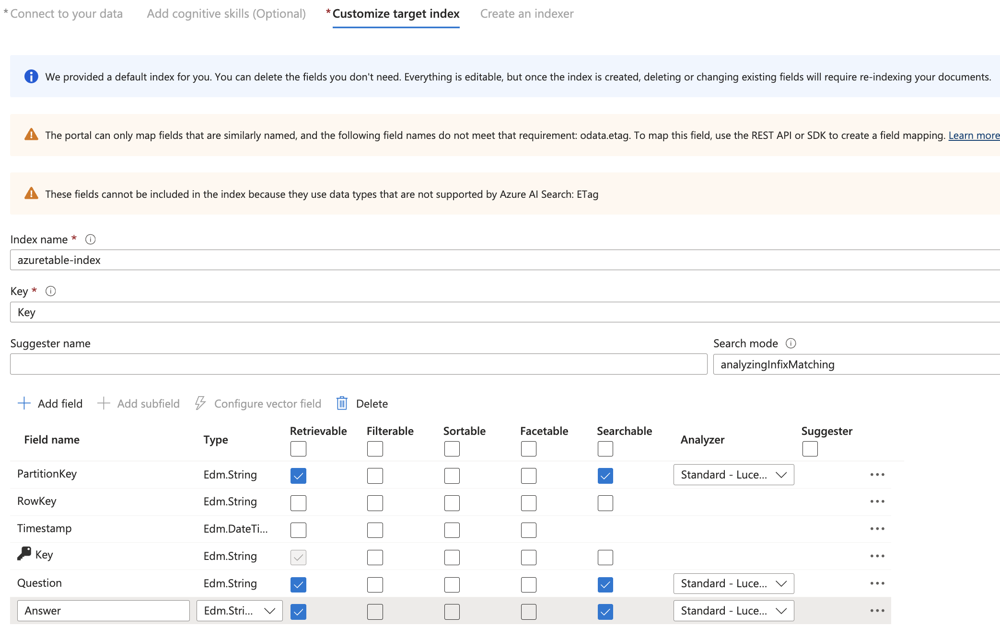 * Connect to your data Add cognitive skills (Optional) * Customize target index Create an indexer
We provided a default index for you. You can delete the fields you don't need. Everything is editable, but once the index is created, deleting or changing existing fields will require re-indexing your documents.
The portal can only map fields that are similarly named, and the following field names do not meet that requirement: odata.etag. To map this field, use the REST API or SDK to create a field mapping. Learn more
These fields cannot be included in the index because they use data types that are not supported by Azure AI Search: ETag
Index name *
azuretable-index
Key *
Key
Suggester name Search mode
analyzingInfixMatching
Add field Add subfield Configure vector field Delete
Field name Type Retrievable Filterable Sortable Facetable Searchable Analyzer Suggester
PartitionKey Edm.String Standard - Luce...
RowKey Edm.String
Timestamp Edm.DateTi...
Key Edm.String
Question Edm.String Standard - Luce...
Answer Edm.Stri... Standard - Luce...